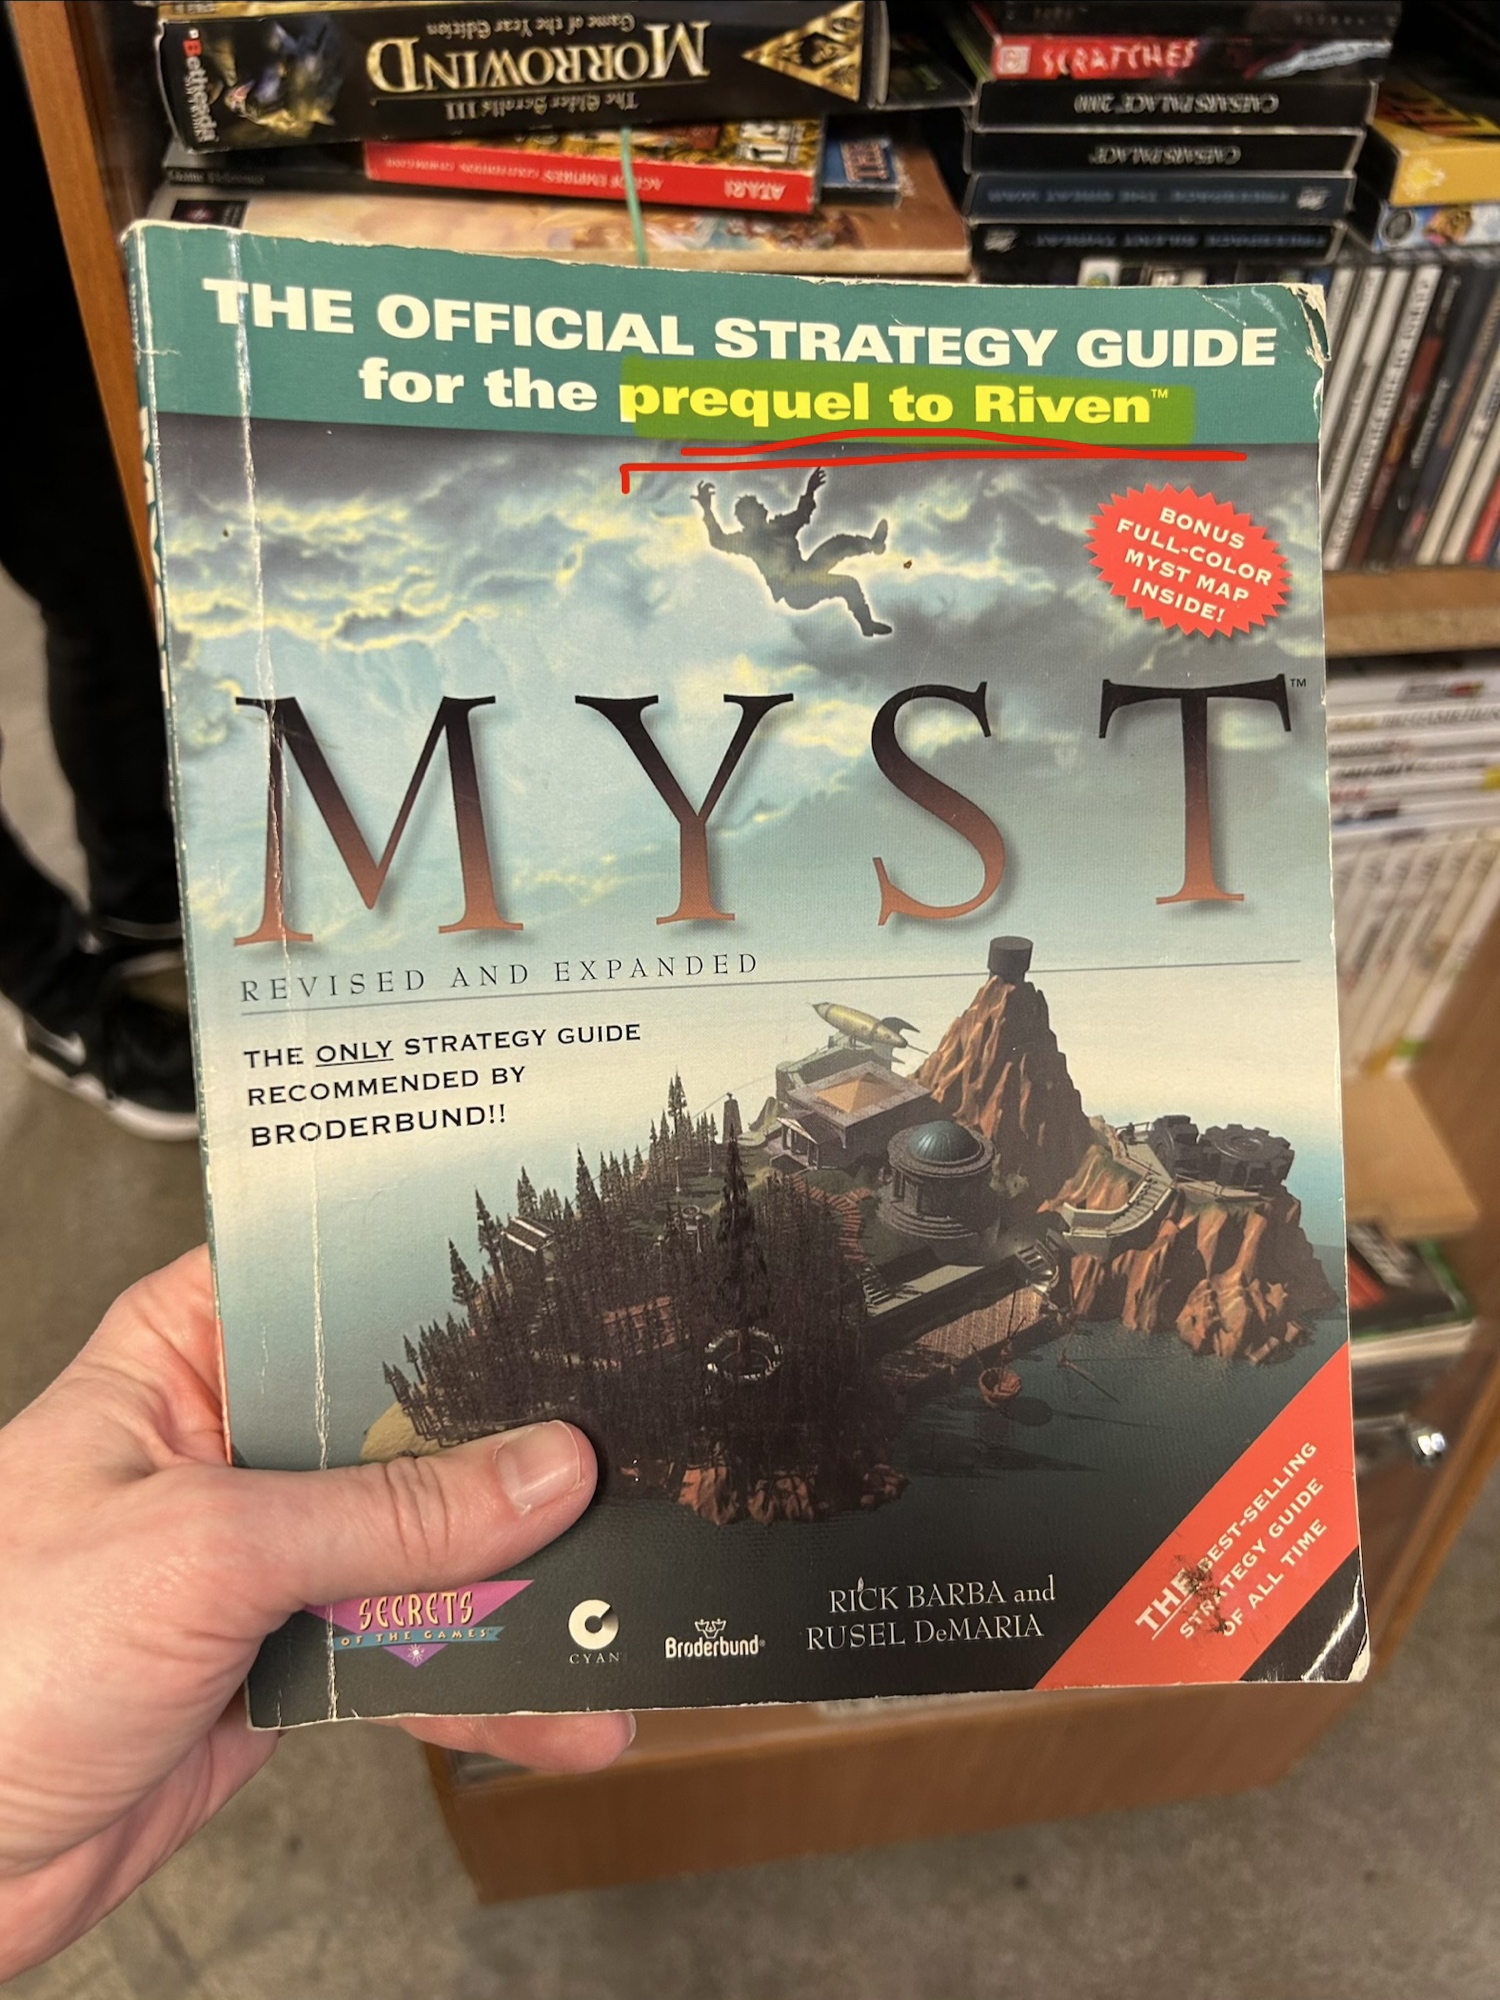 Bethesda
MORROWIND
Game of the Year Edition
The Elder Scrolls III
SCRATCHES
CAESARS PALACE 2000
CAESARS PALACE
ATARI
THE OFFICIAL STRATEGY GUIDE
for the prequel to Riven™
BONUS
FULL-COLOR
MYST MAP
INSIDE!
MYST™
REVISED AND EXPANDED
THE ONLY STRATEGY GUIDE
RECOMMENDED BY
BRODERBUND!!
SECRETS
OF THE GAMES
CYAN
Brøderbund®
RICK BARBA and
RUSEL DeMARIA
THE BEST-SELLING
STRATEGY GUIDE
OF ALL TIME